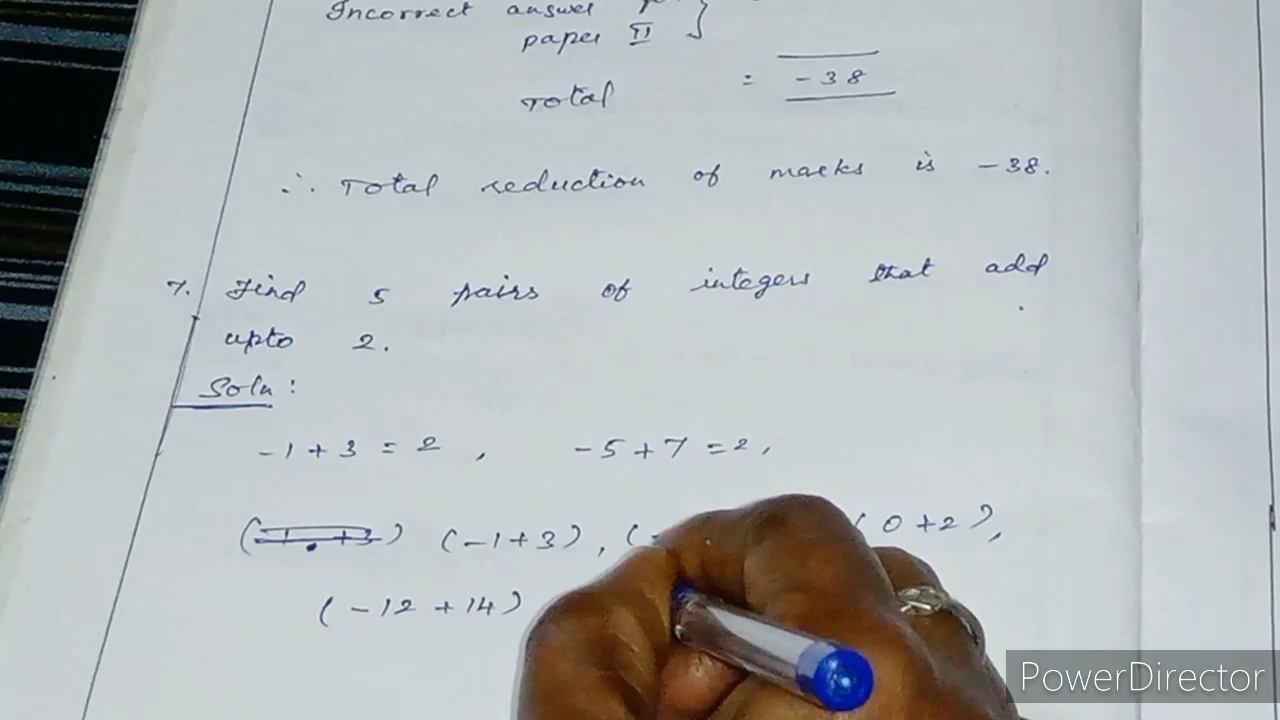 Incorrect answer
paper II }
Total = -38
∴ Total reduction of marks is -38.
7. Find 5 pairs of integers that add
upto 2.
Soln:
-1+3 = 2 , -5+7 = 2,
(-1+3), (- (0+2),
(-12 +14)
PowerDirector